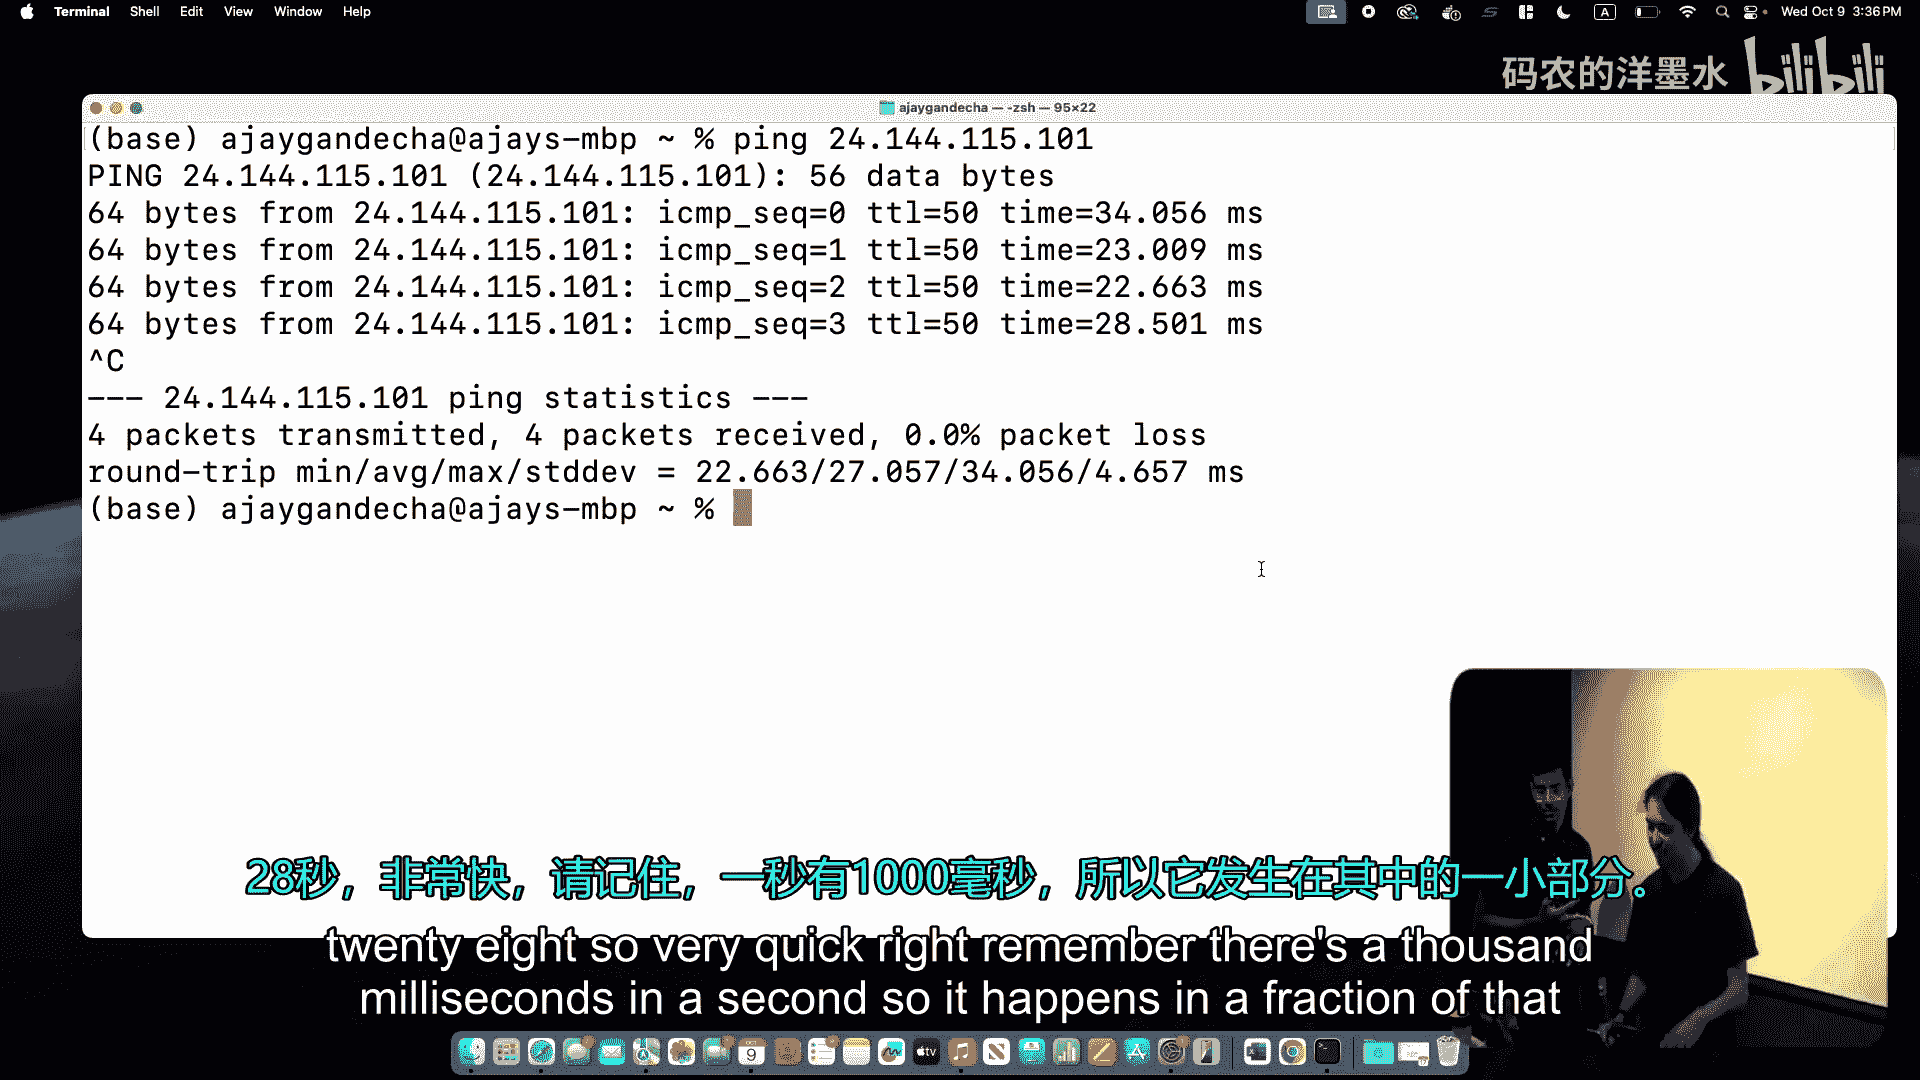 Terminal Shell Edit View Window Help
A
Wed Oct 9 3:36 PM
码农的洋墨水 bilibili
ajaygandecha — -zsh — 95×22
(base) ajaygandecha@ajays-mbp ~ % ping 24.144.115.101
PING 24.144.115.101 (24.144.115.101): 56 data bytes
64 bytes from 24.144.115.101: icmp_seq=0 ttl=50 time=34.056 ms
64 bytes from 24.144.115.101: icmp_seq=1 ttl=50 time=23.009 ms
64 bytes from 24.144.115.101: icmp_seq=2 ttl=50 time=22.663 ms
64 bytes from 24.144.115.101: icmp_seq=3 ttl=50 time=28.501 ms
^C
--- 24.144.115.101 ping statistics ---
4 packets transmitted, 4 packets received, 0.0% packet loss
round-trip min/avg/max/stddev = 22.663/27.057/34.056/4.657 ms
(base) ajaygandecha@ajays-mbp ~ %
28秒，非常快，请记住，一秒有1000毫秒，所以它发生在其中的一小部分。
twenty eight so very quick right remember there's a thousand
milliseconds in a second so it happens in a fraction of that
9
tv